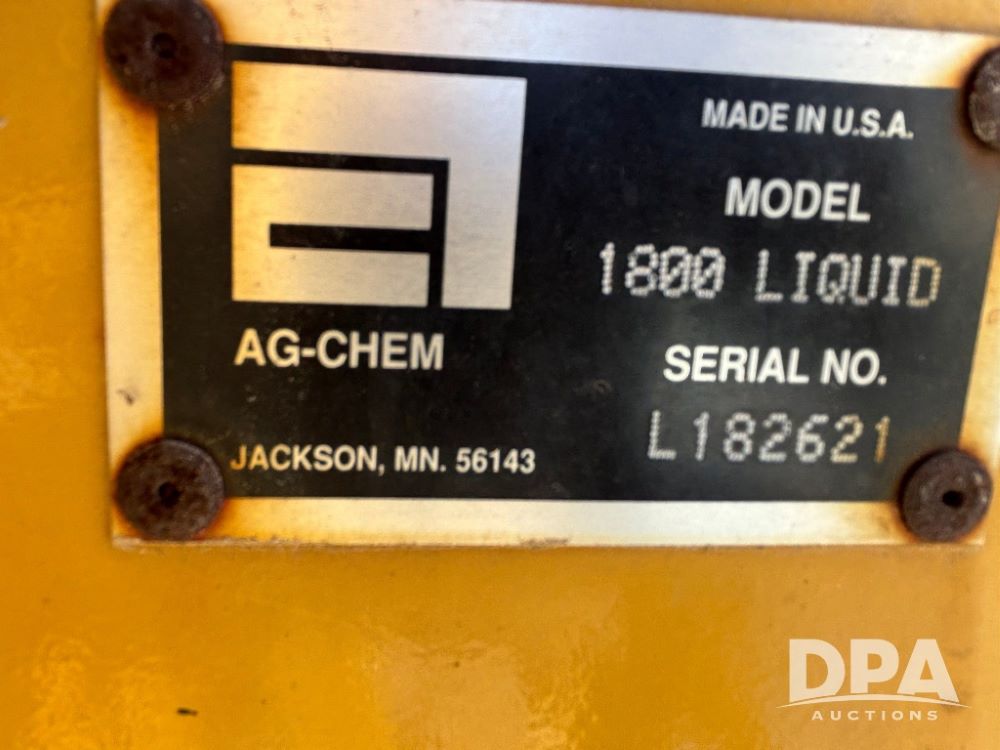 MADE IN U.S.A.
MODEL
1800 LIQUID
AG-CHEM
SERIAL NO.
L182621
JACKSON, MN. 56143
DPA
AUCTIONS